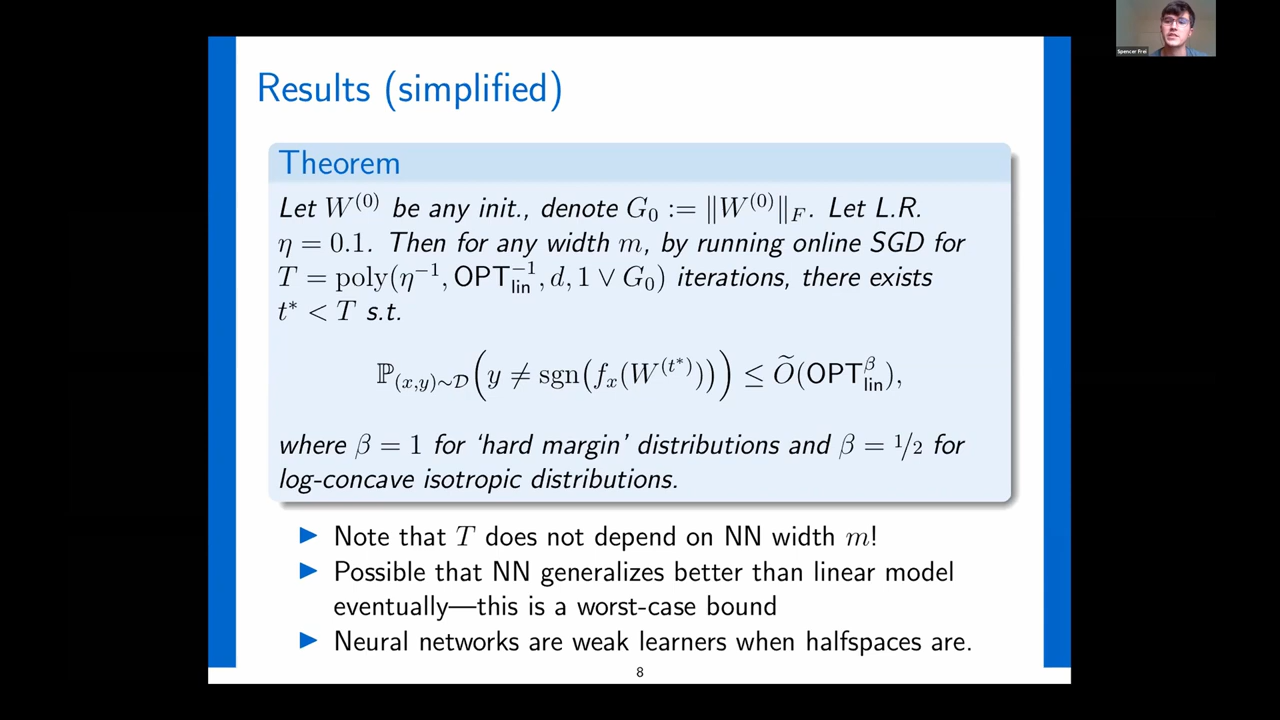 Spencer Frei
Results (simplified)
Theorem
Let W^(0) be any init., denote G_0 := ‖W^(0)‖_F. Let L.R.
η = 0.1. Then for any width m, by running online SGD for
T = poly(η^−1, OPT_lin^−1, d, 1 ∨ G_0) iterations, there exists
t* < T s.t.
ℙ_(x,y)∼𝒟(y ≠ sgn(f_x(W^(t*)))) ≤ Õ(OPT_lin^β),
where β = 1 for ‘hard margin’ distributions and β = 1/2 for
log-concave isotropic distributions.
▶ Note that T does not depend on NN width m!
▶ Possible that NN generalizes better than linear model
eventually—this is a worst-case bound
▶ Neural networks are weak learners when halfspaces are.
8